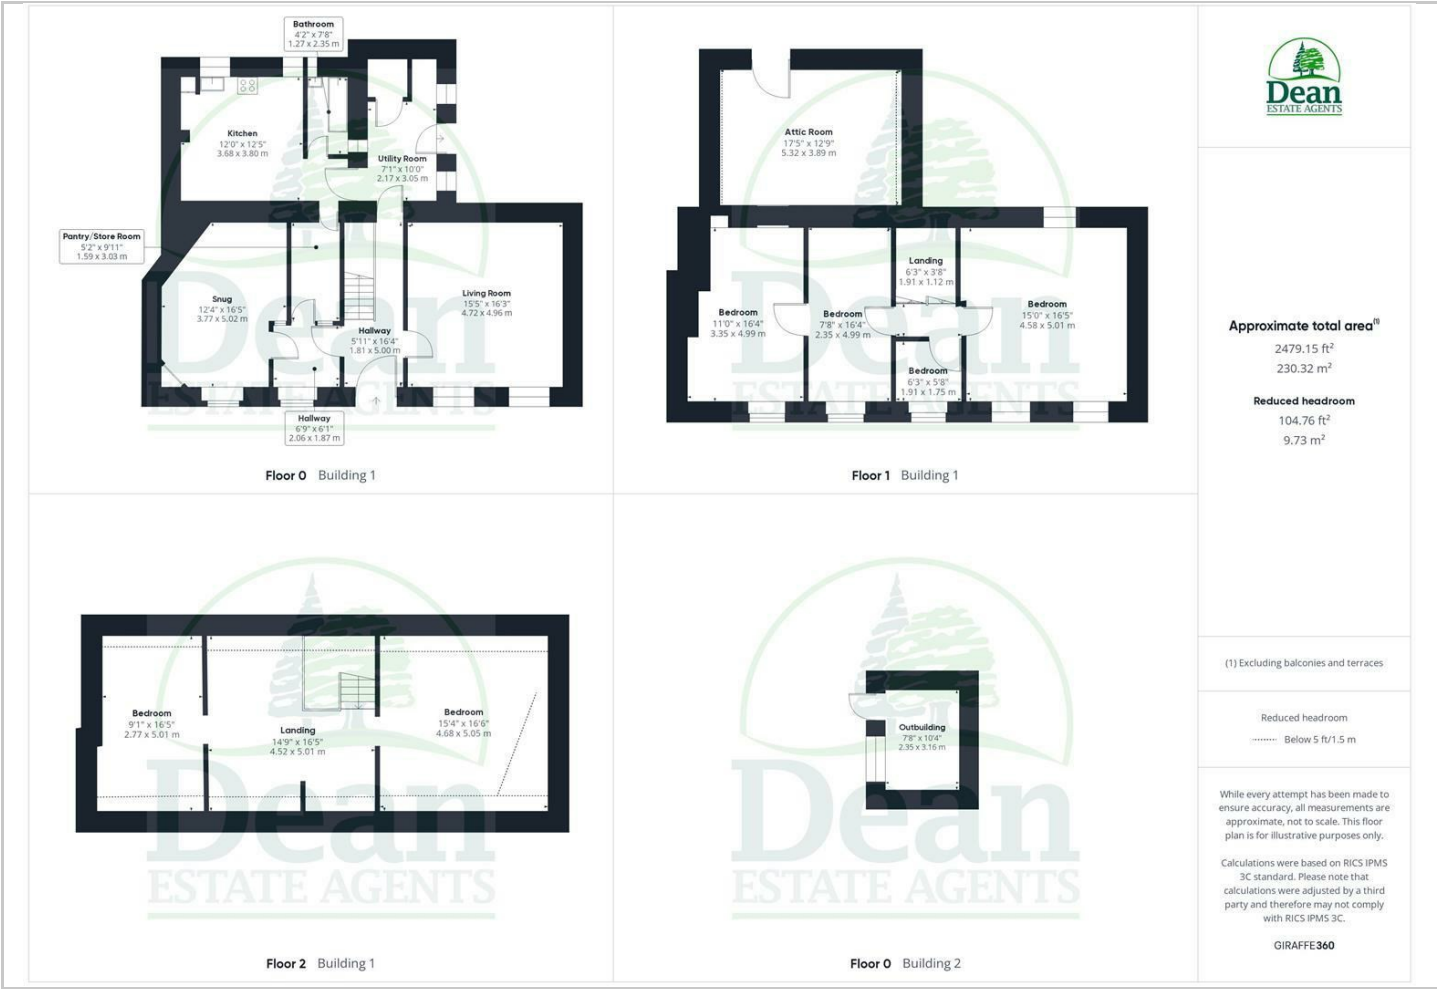 Bathroom
4'2" x 7'8"
1.27 x 2.35 m
Kitchen
12'0" x 12'5"
3.68 x 3.80 m
Utility Room
7'1" x 10'0"
2.17 x 3.05 m
Pantry/Store Room
5'2" x 9'11"
1.59 x 3.03 m
Snug
12'4" x 16'5"
3.77 x 5.02 m
Living Room
15'5" x 16'3"
4.72 x 4.96 m
Hallway
5'11" x 16'4"
1.81 x 5.00 m
Hallway
6'9" x 6'1"
2.06 x 1.87 m
Dean
ESTATE AGENTS
Floor 0 Building 1
Attic Room
17'5" x 12'9"
5.32 x 3.89 m
Landing
6'3" x 3'8"
1.91 x 1.12 m
Bedroom
11'0" x 16'4"
3.35 x 4.99 m
Bedroom
7'8" x 16'4"
2.35 x 4.99 m
Bedroom
15'0" x 16'5"
4.58 x 5.01 m
Bedroom
6'3" x 5'8"
1.91 x 1.75 m
Dean
ESTATE AGENTS
Floor 1 Building 1
Bedroom
9'1" x 16'5"
2.77 x 5.01 m
Landing
14'9" x 16'5"
4.52 x 5.01 m
Bedroom
15'4" x 16'6"
4.68 x 5.05 m
Dean
ESTATE AGENTS
Floor 2 Building 1
Outbuilding
7'8" x 10'4"
2.35 x 3.16 m
Dean
ESTATE AGENTS
Floor 0 Building 2
Dean
ESTATE AGENTS
Approximate total area(1)
2479.15 ft²
230.32 m²
Reduced headroom
104.76 ft²
9.73 m²
(1) Excluding balconies and terraces
Reduced headroom
Below 5 ft/1.5 m
While every attempt has been made to
ensure accuracy, all measurements are
approximate, not to scale. This floor
plan is for illustrative purposes only.
Calculations were based on RICS IPMS
3C standard. Please note that
calculations were adjusted by a third
party and therefore may not comply
with RICS IPMS 3C.
GIRAFFE360